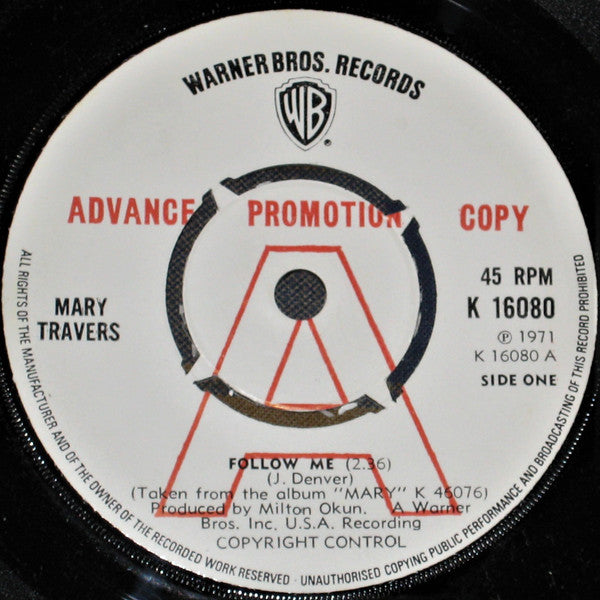 WARNER BROS. RECORDS
WB
®
ADVANCE PROMOTION COPY
A
MARY
TRAVERS
45 RPM
K 16080
℗ 1971
K 16080 A
SIDE ONE
FOLLOW ME (2.36)
(J. Denver)
(Taken from the album "MARY" K 46076)
Produced by Milton Okun. A Warner
Bros. Inc. U.S.A. Recording
COPYRIGHT CONTROL
ALL RIGHTS OF THE MANUFACTURER AND OF THE OWNER OF THE RECORDED WORK RESERVED · UNAUTHORISED COPYING PUBLIC PERFORMANCE AND BROADCASTING OF THIS RECORD PROHIBITED